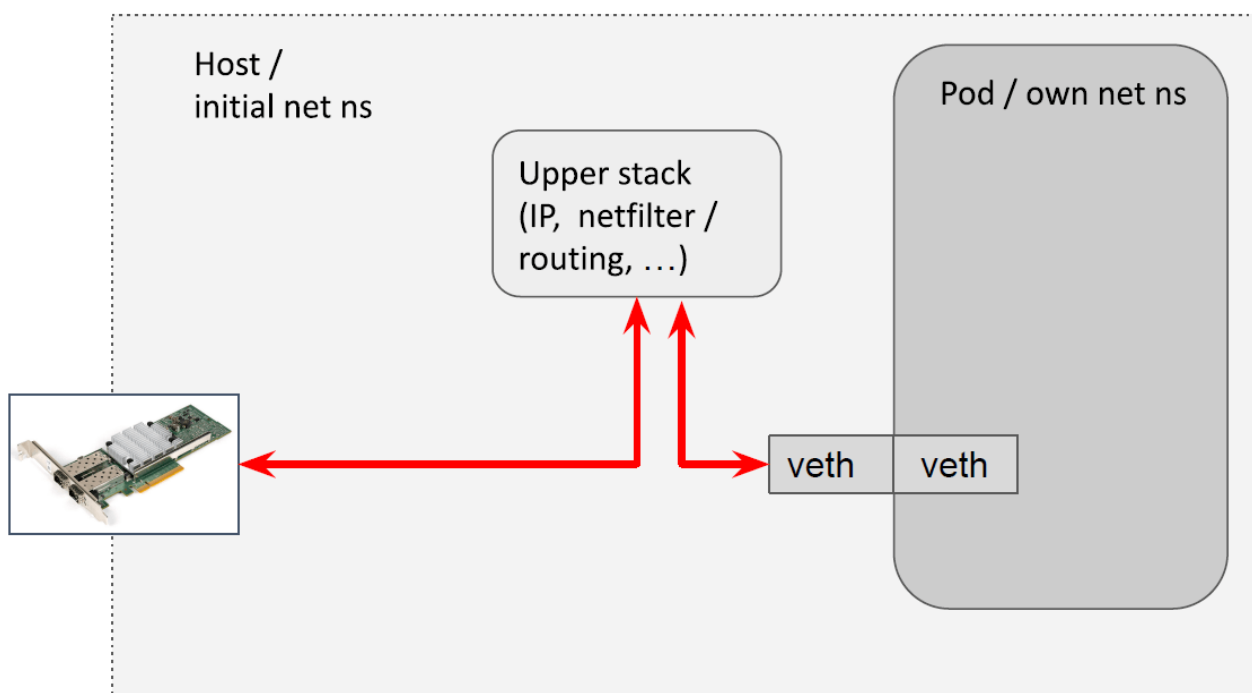 Host /
initial net ns
Pod / own net ns
Upper stack
(IP, netfilter /
routing, …)
veth
veth